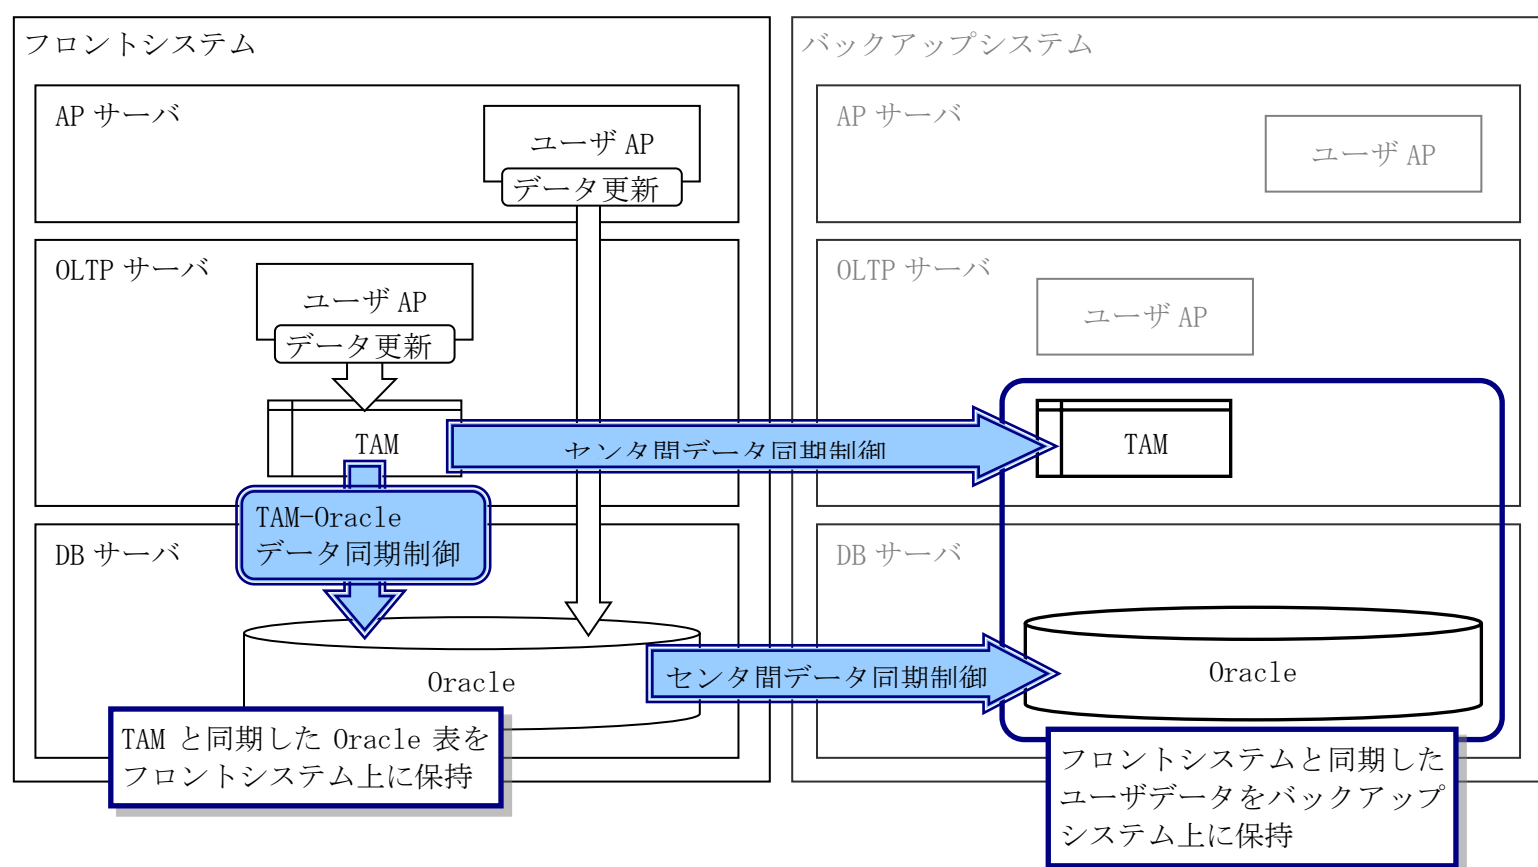 フロントシステム
AP サーバ
ユーザ AP
データ更新
OLTP サーバ
ユーザ AP
データ更新
TAM
センタ間データ同期制御
TAM-Oracle
データ同期制御
DB サーバ
Oracle
センタ間データ同期制御
TAM と同期した Oracle 表を
フロントシステム上に保持
バックアップシステム
AP サーバ
ユーザ AP
OLTP サーバ
ユーザ AP
TAM
DB サーバ
Oracle
フロントシステムと同期した
ユーザデータをバックアップ
システム上に保持